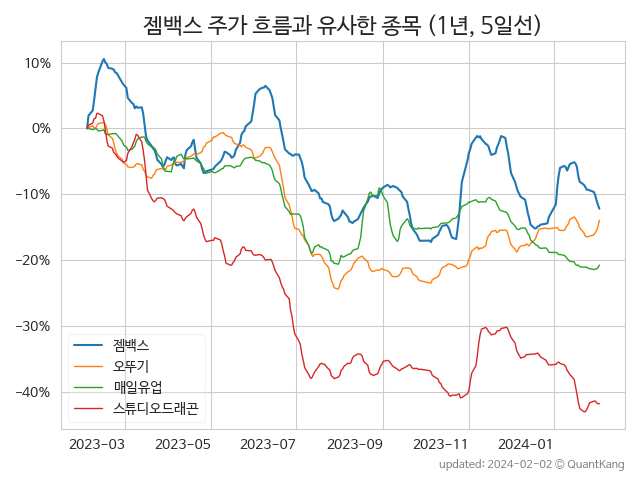 젬백스 주가 흐름과 유사한 종목 (1년, 5일선)
10%
0%
−10%
−20%
−30%
−40%
젬백스
오뚜기
매일유업
스튜디오드래곤
2023-03 2023-05 2023-07 2023-09 2023-11 2024-01
updated: 2024-02-02 © QuantKang